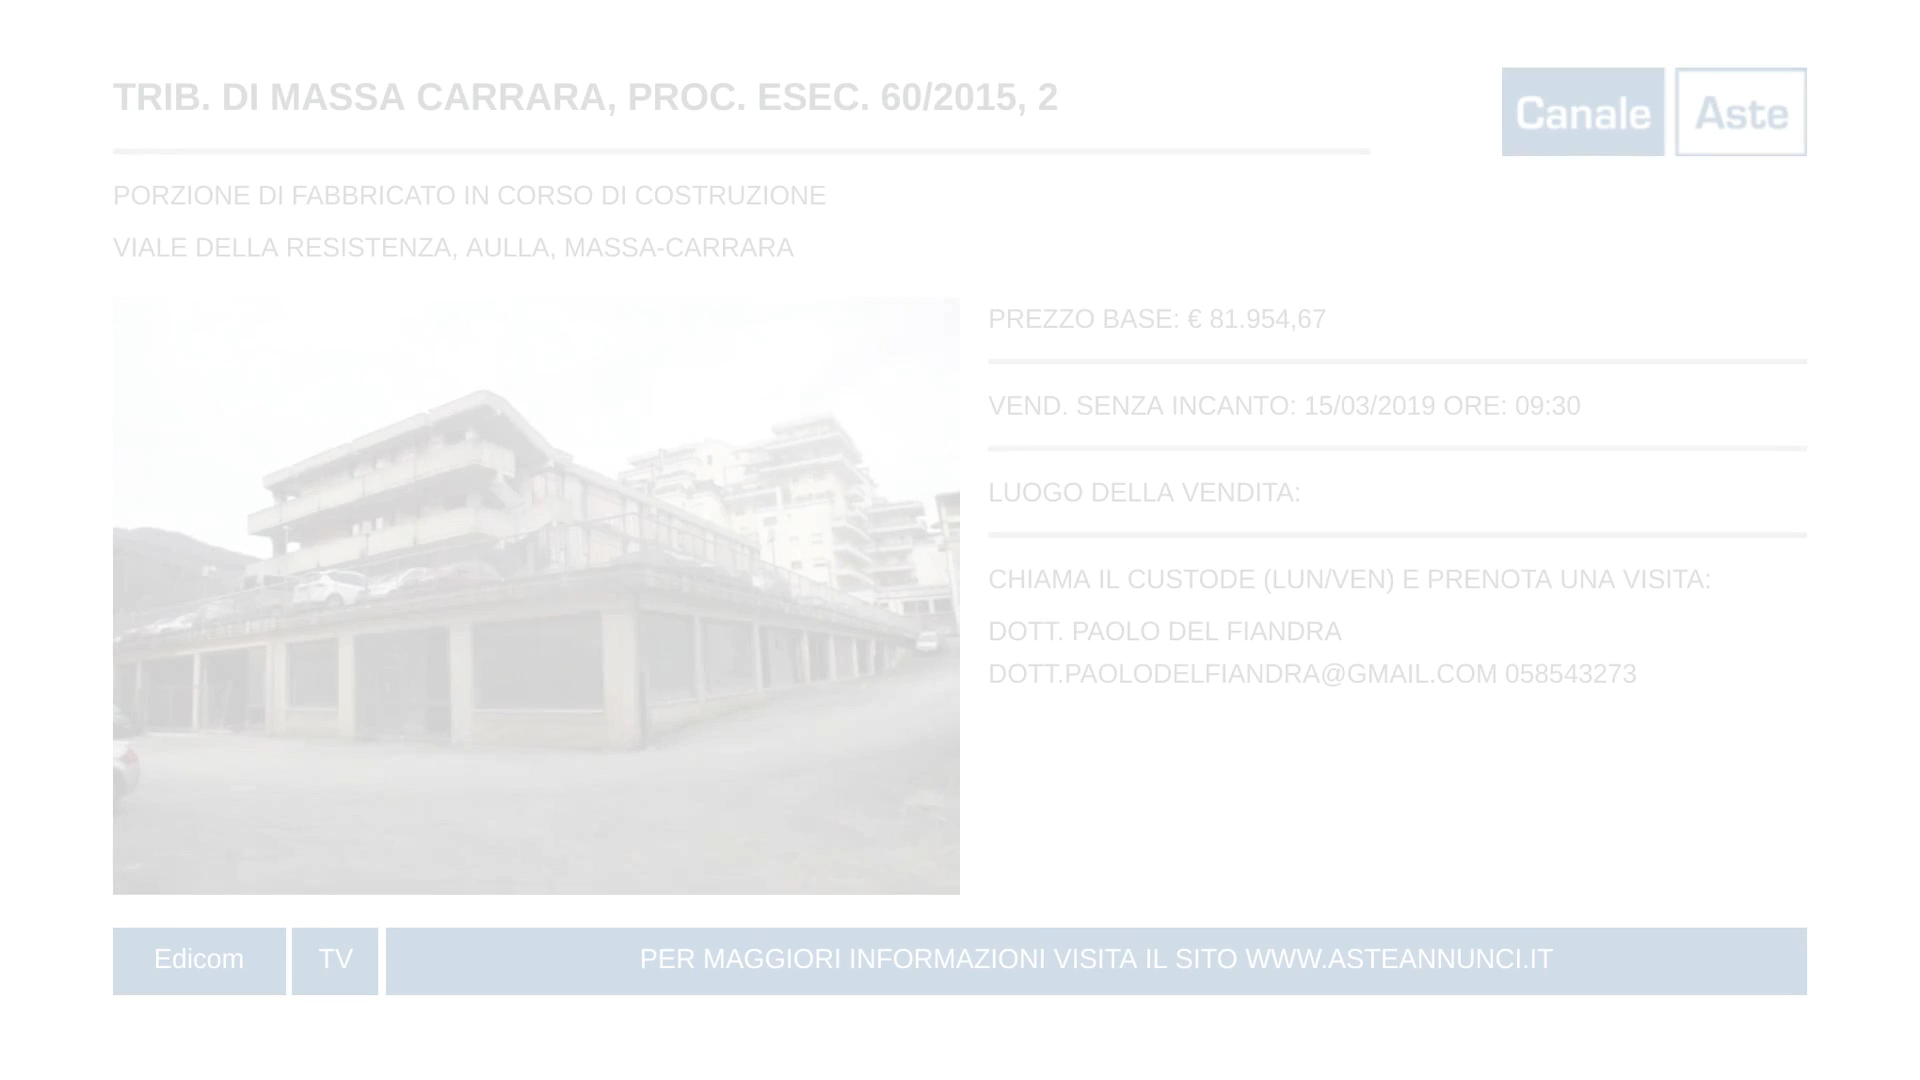 TRIB. DI MASSA CARRARA, PROC. ESEC. 60/2015, 2
Canale Aste
PORZIONE DI FABBRICATO IN CORSO DI COSTRUZIONE
VIALE DELLA RESISTENZA, AULLA, MASSA-CARRARA
PREZZO BASE: € 81.954,67
VEND. SENZA INCANTO: 15/03/2019 ORE: 09:30
LUOGO DELLA VENDITA:
CHIAMA IL CUSTODE (LUN/VEN) E PRENOTA UNA VISITA:
DOTT. PAOLO DEL FIANDRA
DOTT.PAOLODELFIANDRA@GMAIL.COM 058543273
Edicom TV PER MAGGIORI INFORMAZIONI VISITA IL SITO WWW.ASTEANNUNCI.IT